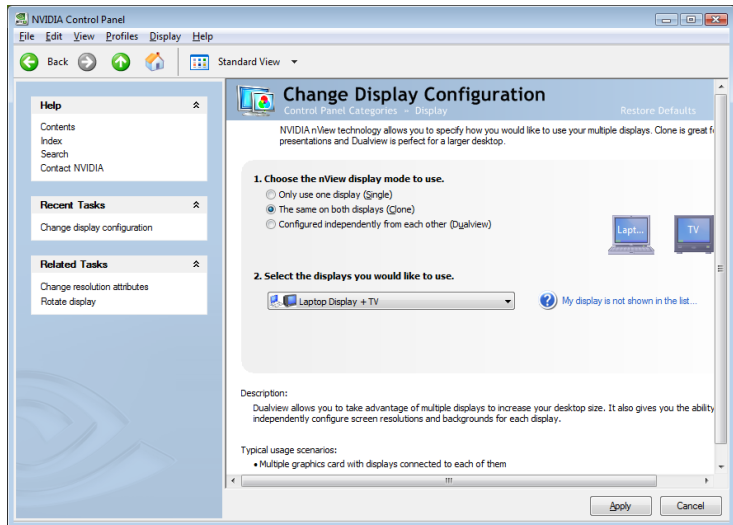 NVIDIA Control Panel
File Edit View Profiles Display Help
Back Standard View
Help
Contents
Index
Search
Contact NVIDIA
Recent Tasks
Change display configuration
Related Tasks
Change resolution attributes
Rotate display
Change Display Configuration
Control Panel Categories - Display Restore Defaults
NVIDIA nView technology allows you to specify how you would like to use your multiple displays. Clone is great f
presentations and Dualview is perfect for a larger desktop.
1. Choose the nView display mode to use.
Only use one display (Single)
The same on both displays (Clone)
Configured independently from each other (Dualview)
Lapt... TV
2. Select the displays you would like to use.
Laptop Display + TV
My display is not shown in the list...
Description:
Dualview allows you to take advantage of multiple displays to increase your desktop size. It also gives you the ability
independently configure screen resolutions and backgrounds for each display.
Typical usage scenarios:
• Multiple graphics card with displays connected to each of them
Apply Cancel